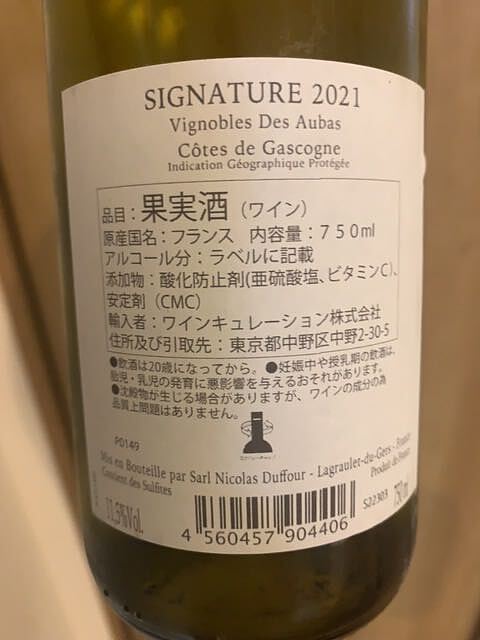 SIGNATURE 2021
Vignobles Des Aubas
Côtes de Gascogne
Indication Géographique Protégée
品目：果実酒（ワイン）
原産国名：フランス　内容量：７５０ml
アルコール分：ラベルに記載
添加物：酸化防止剤(亜硫酸塩、ビタミンC)、
安定剤（CMC）
輸入者：ワインキュレーション株式会社
住所及び引取先：東京都中野区中野2-30-5
●飲酒は20歳になってから。●妊娠中や授乳期の飲酒は、
胎児・乳児の発育に悪影響を与えるおそれがあります。
●沈殿物が生じる場合がありますが、ワインの成分の為
品質上問題はありません。
PD149
Mis en Bouteille par Sarl Nicolas Duffour - Lagraulet-du-Gers - France
Contient des Sulfites
Produit de France
11,5%Vol.
S22303
750ml
4 560457 904406